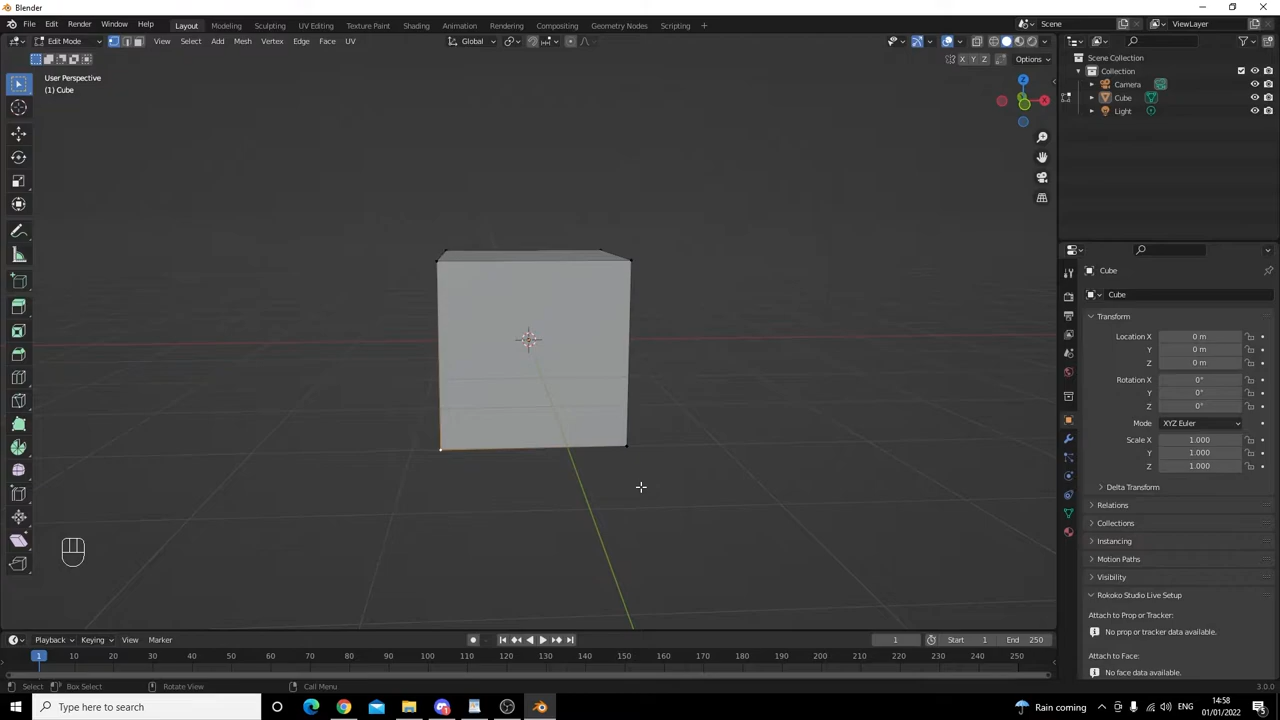 Blender
File Edit Render Window Help Layout Modeling Sculpting UV Editing Texture Paint Shading Animation Rendering Compositing Geometry Nodes Scripting + Scene ViewLayer
Edit Mode View Select Add Mesh Vertex Edge Face UV Global
X Y Z Options
User Perspective
(1) Cube
Z
X
Scene Collection
Collection
Camera
Cube
Light
Cube
Cube
Transform
Location X 0 m
Y 0 m
Z 0 m
Rotation X 0°
Y 0°
Z 0°
Mode XYZ Euler
Scale X 1.000
Y 1.000
Z 1.000
Delta Transform
Relations
Collections
Instancing
Motion Paths
Visibility
Rokoko Studio Live Setup
Attach to Prop or Tracker:
No prop or tracker data available.
Attach to Face:
No face data available.
Playback Keying View Marker 1 Start 1 End 250
1 10 20 30 40 50 60 70 80 90 100 110 120 130 140 150 160 170 180 190 200 210 220 230 240 250
Select Box Select Rotate View Call Menu 3.0.0
Type here to search Rain coming ENG 14:58
01/01/2022